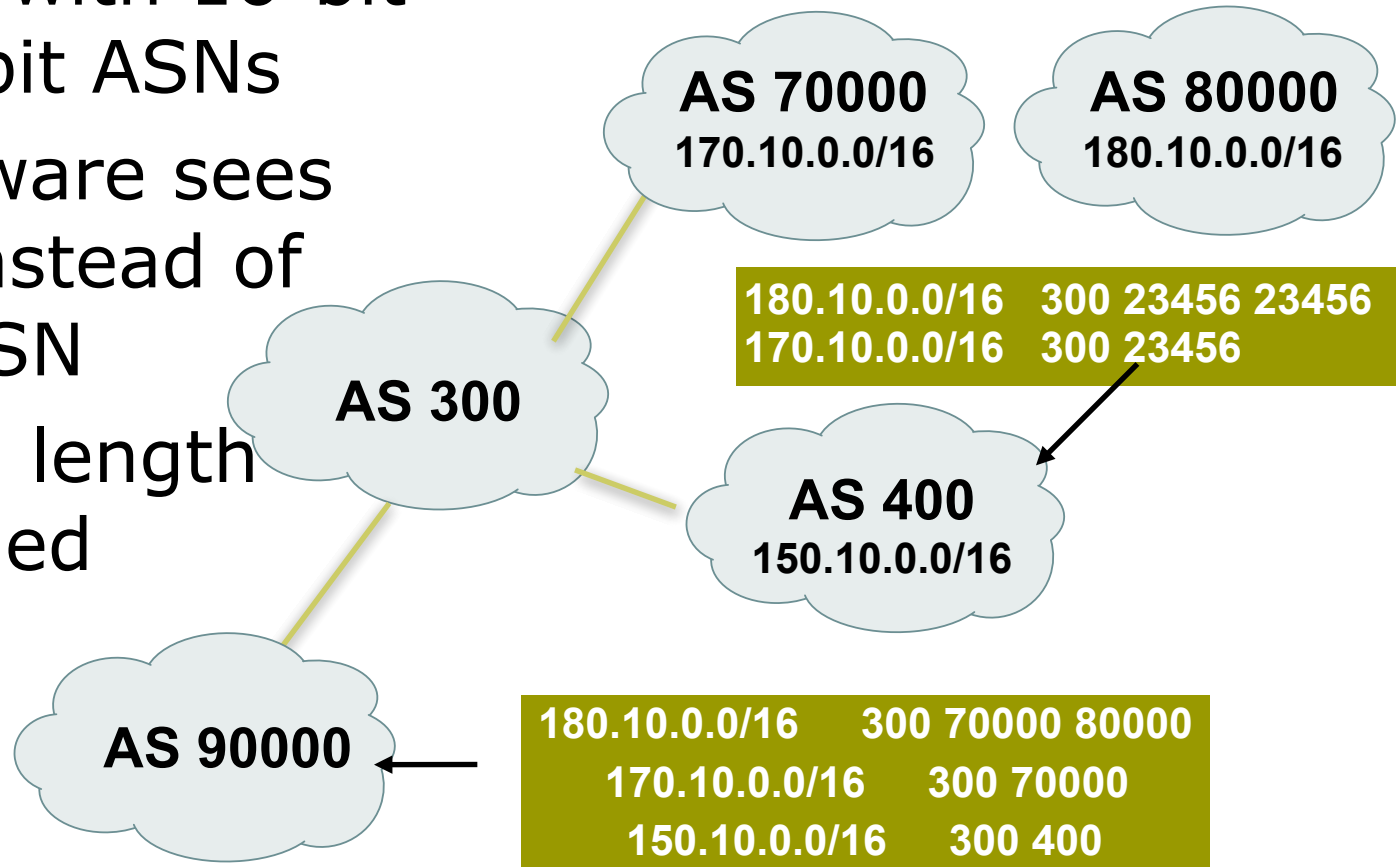 with 16-bit
bit ASNs
ware sees
nstead of
SN
length
ed
AS 70000
170.10.0.0/16
AS 80000
180.10.0.0/16
180.10.0.0/16 300 23456 23456
170.10.0.0/16 300 23456
AS 300
AS 400
150.10.0.0/16
AS 90000
180.10.0.0/16 300 70000 80000
170.10.0.0/16 300 70000
150.10.0.0/16 300 400